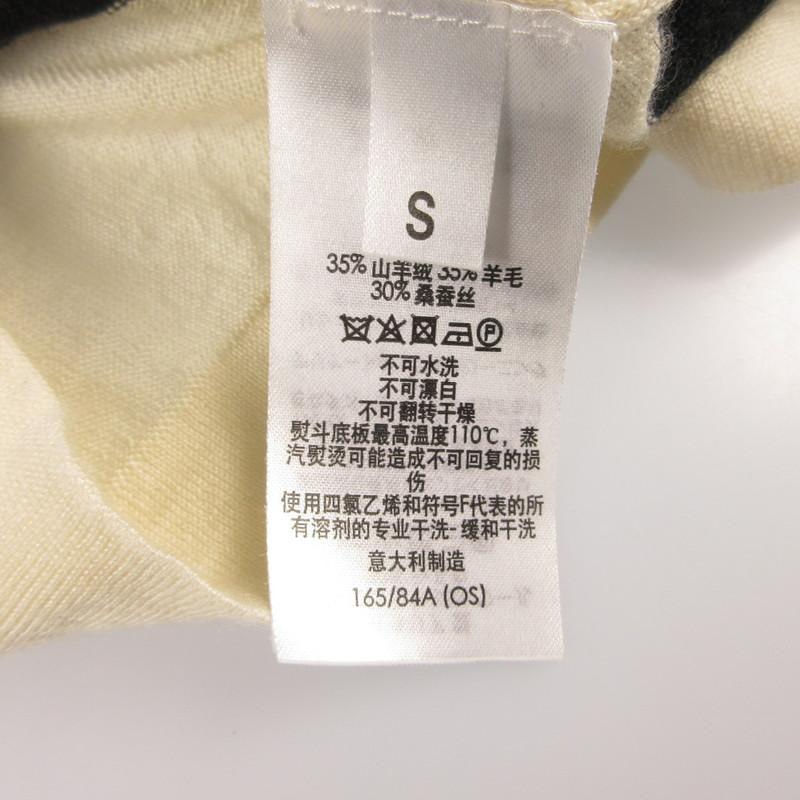 S
35% 山羊绒 35% 羊毛
30% 桑蚕丝
P
不可水洗
不可漂白
不可翻转干燥
熨斗底板最高温度110℃，蒸
汽熨烫可能造成不可回复的损
伤
使用四氯乙烯和符号F代表的所
有溶剂的专业干洗-缓和干洗
意大利制造
165/84A (OS)